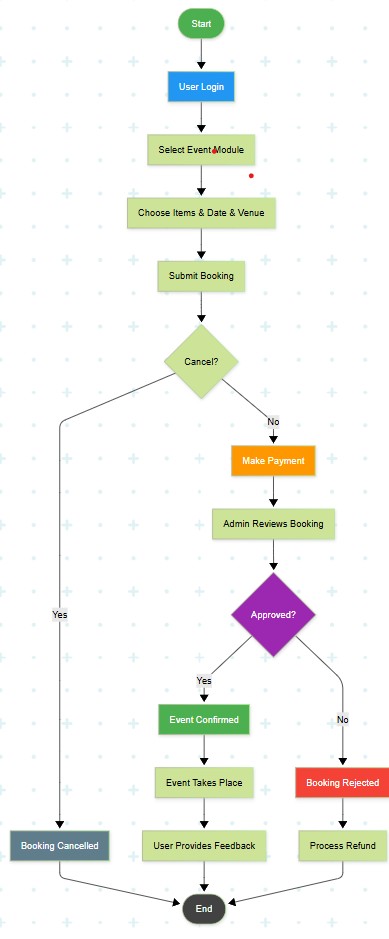 Start
User Login
Select Event Module
Choose Items & Date & Venue
Submit Booking
Cancel?
No
Make Payment
Admin Reviews Booking
Yes
Approved?
Yes
Event Confirmed
No
Event Takes Place
Booking Rejected
Booking Cancelled
User Provides Feedback
Process Refund
End